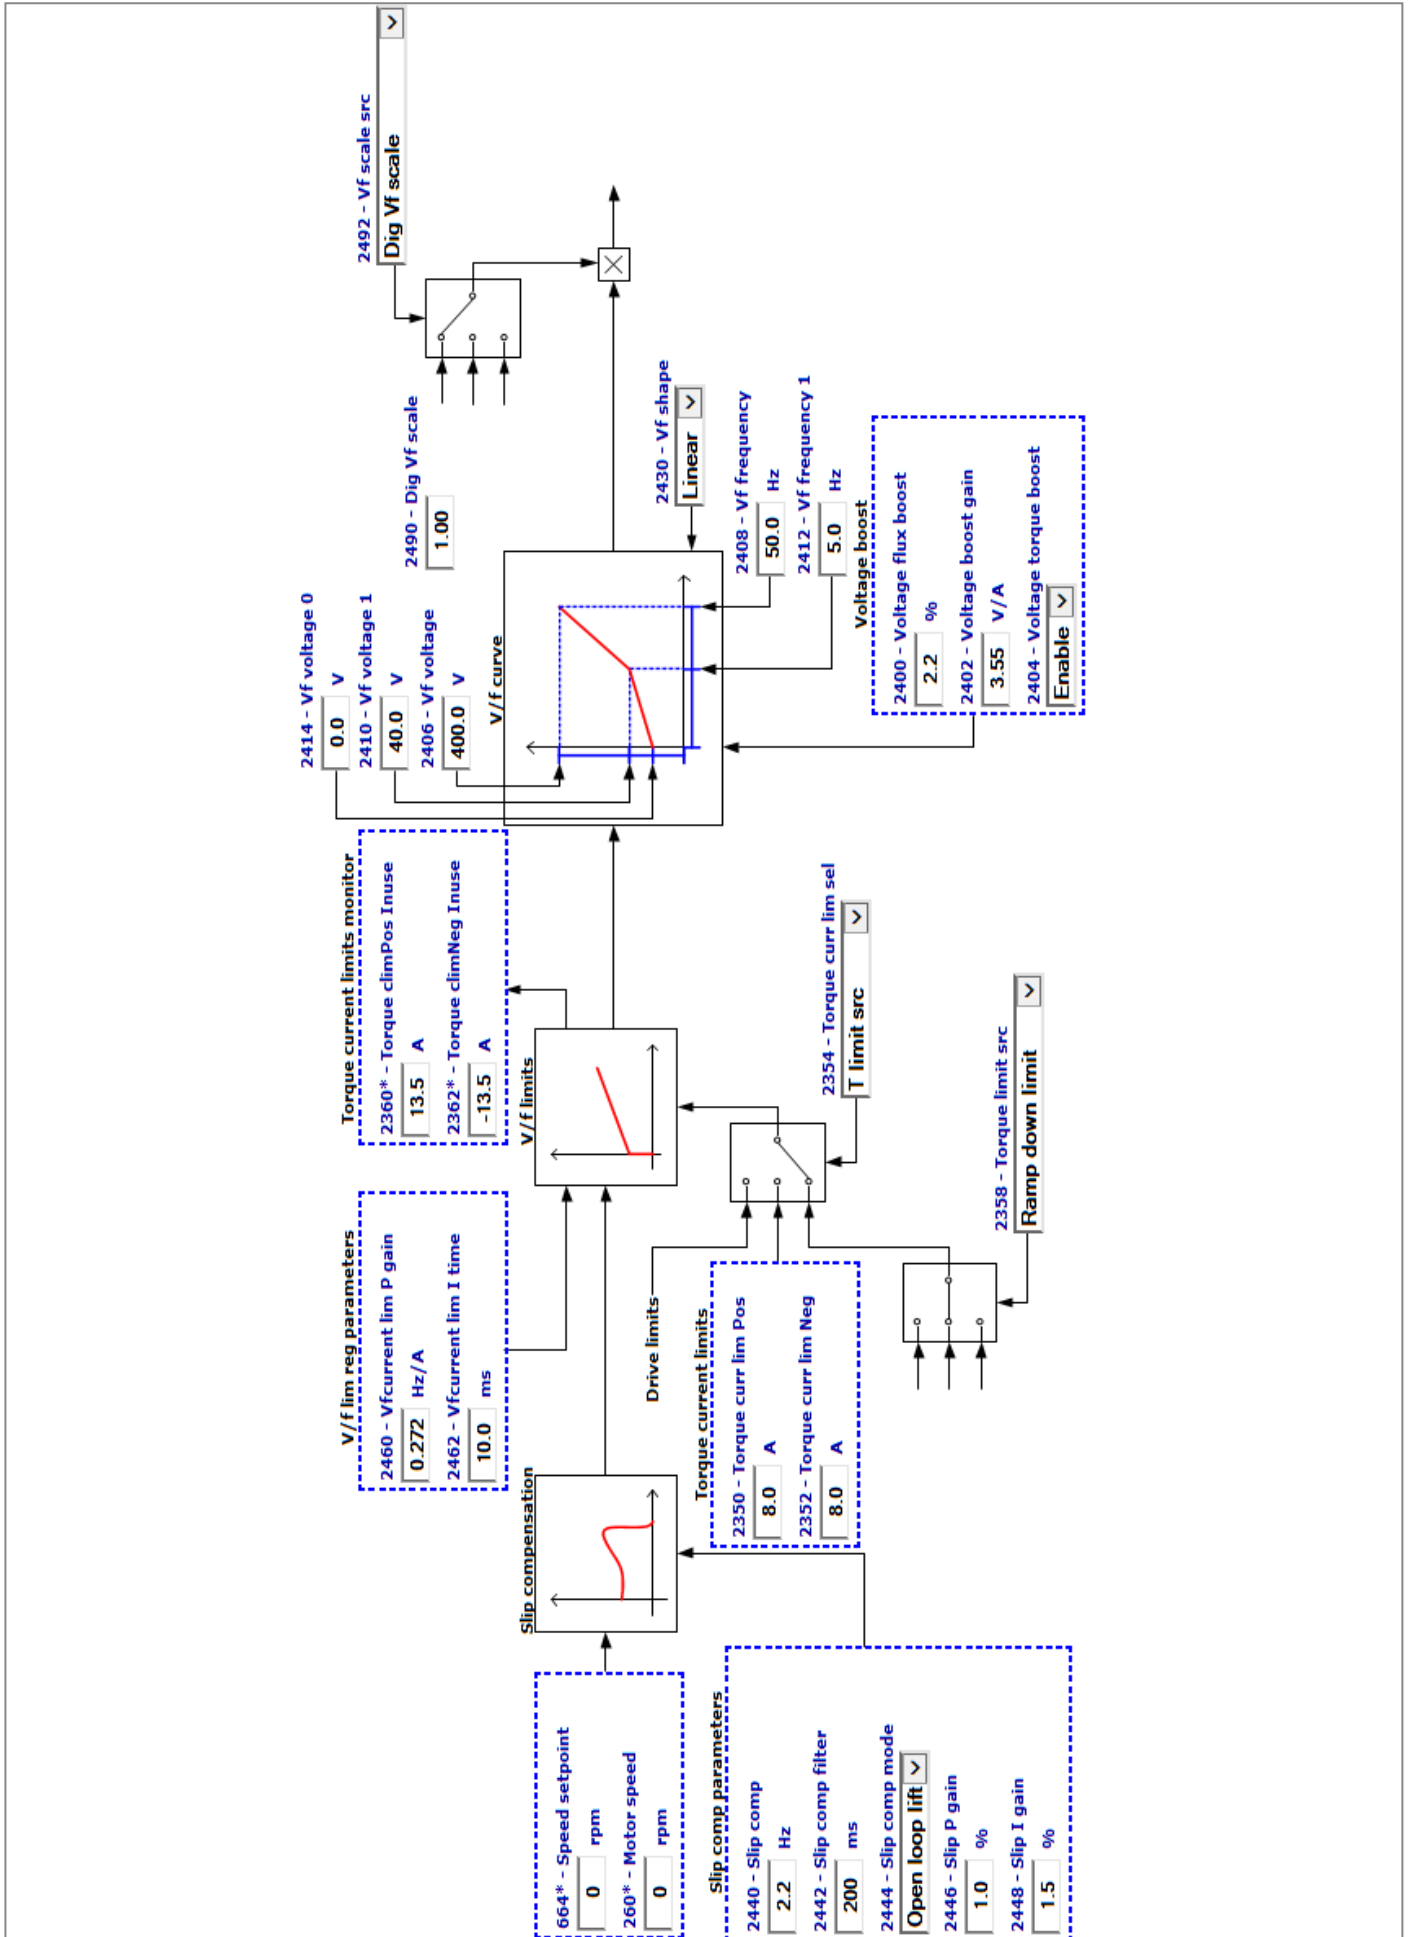 664* - Speed setpoint
0 rpm
260* - Motor speed
0 rpm
Slip comp parameters
2440 - Slip comp
2.2 Hz
2442 - Slip comp filter
200 ms
2444 - Slip comp mode
Open loop lift
2446 - Slip P gain
1.0 %
2448 - Slip I gain
1.5 %
Slip compensation
V/f lim reg parameters
2460 - Vfcurrent lim P gain
0.272 Hz/A
2462 - Vfcurrent lim I time
10.0 ms
Drive limits
Torque current limits
2350 - Torque curr lim Pos
8.0 A
2352 - Torque curr lim Neg
8.0 A
Torque current limits monitor
2360* - Torque climPos Inuse
13.5 A
2362* - Torque climNeg Inuse
-13.5 A
V/f limits
2354 - Torque curr lim sel
T limit src
2358 - Torque limit src
Ramp down limit
2414 - Vf voltage 0
0.0 V
2410 - Vf voltage 1
40.0 V
2406 - Vf voltage
400.0 V
V/f curve
2490 - Dig Vf scale
1.00
2492 - Vf scale src
Dig Vf scale
2430 - Vf shape
Linear
2408 - Vf frequency
50.0 Hz
2412 - Vf frequency 1
5.0 Hz
Voltage boost
2400 - Voltage flux boost
2.2 %
2402 - Voltage boost gain
3.55 V/A
2404 - Voltage torque boost
Enable